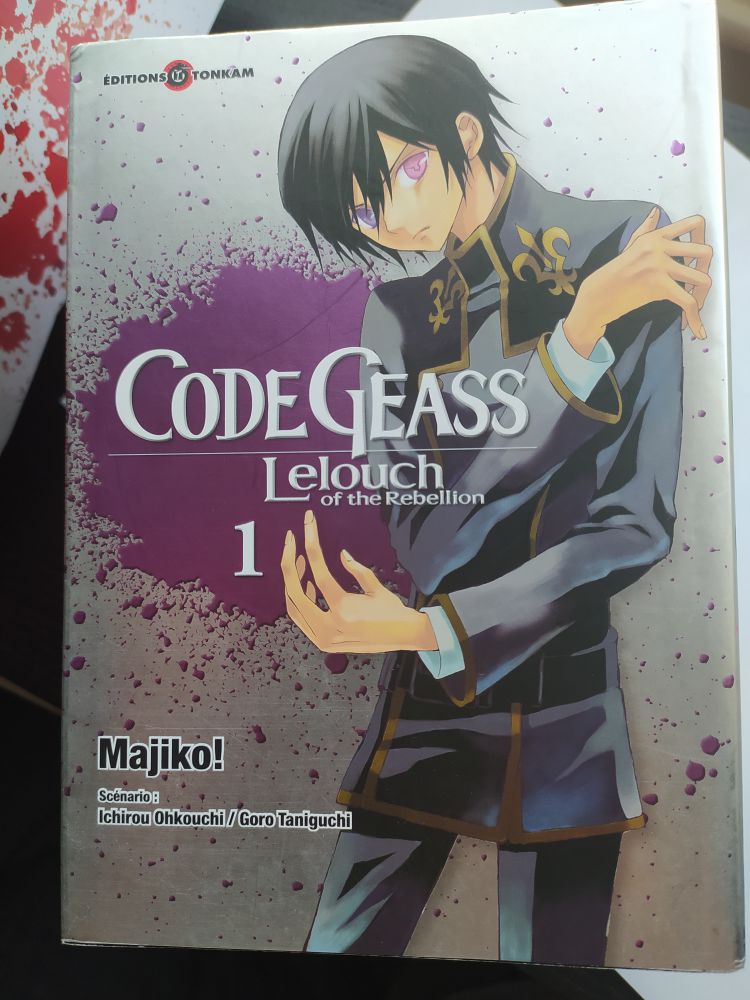 ÉDITIONS TONKAM
CODE GEASS
Lelouch
of the Rebellion
1
Majiko!
Scénario :
Ichirou Ohkouchi / Goro Taniguchi